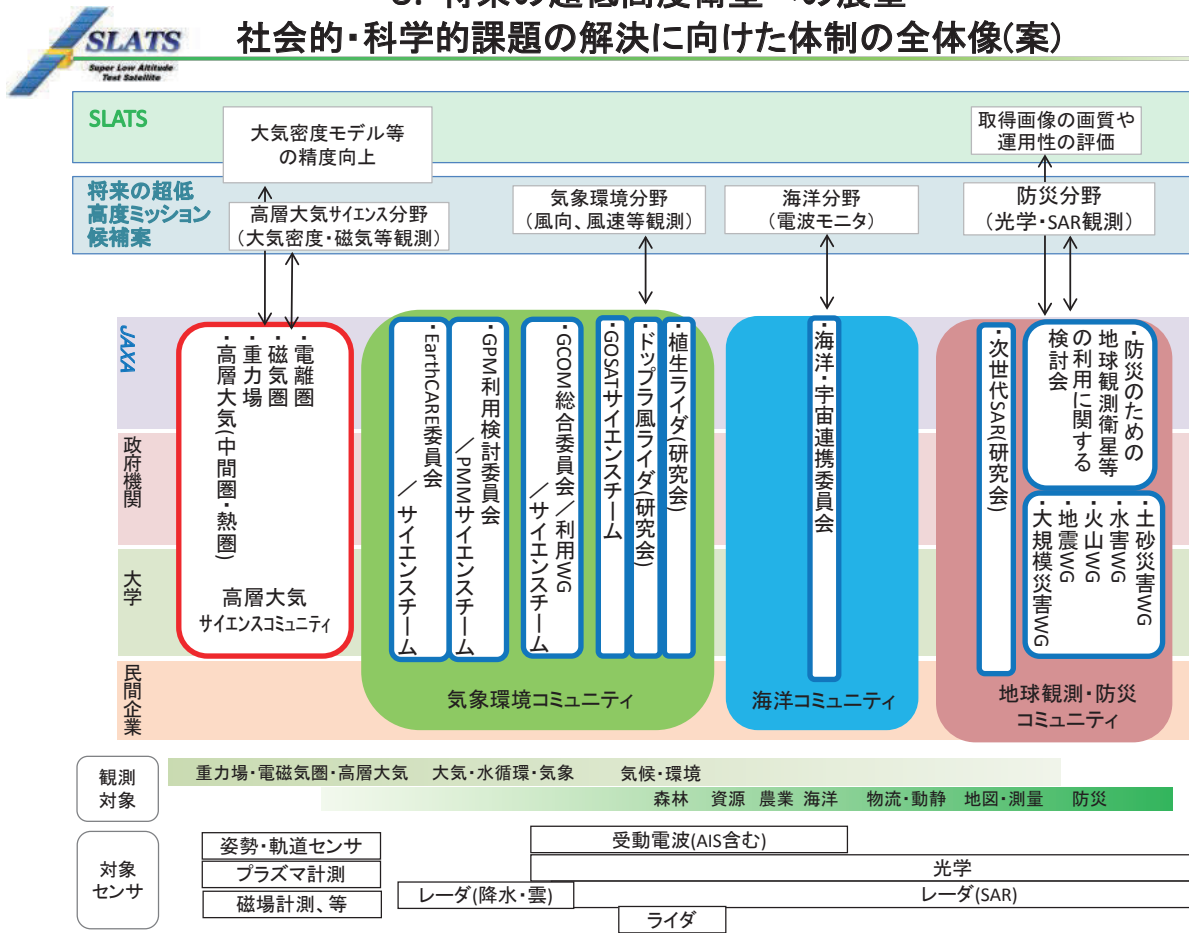 社会的・科学的課題の解決に向けた体制の全体像(案)
SLATS
Super Low Altitude
Test Satellite
SLATS
大気密度モデル等
の精度向上
取得画像の画質や
運用性の評価
将来の超低
高度ミッション
候補案
高層大気サイエンス分野
(大気密度・磁気等観測)
気象環境分野
(風向、風速等観測)
海洋分野
(電波モニタ)
防災分野
(光学・SAR観測)
JAXA
政府機関
大学
民間企業
・電離圏
・磁気圏
・重力場
・高層大気(中間圏・熱圏)
高層大気
サイエンスコミュニティ
・EarthCARE委員会
／サイエンスチーム
・GPM利用検討委員会
／PMMサイエンスチーム
・GCOM総合委員会／利用WG
／サイエンスチーム
・GOSATサイエンスチーム
・ドップラ風ライダ(研究会)
・植生ライダ(研究会)
気象環境コミュニティ
・海洋・宇宙連携委員会
海洋コミュニティ
・次世代SAR(研究会)
・防災のための
地球観測衛星等
の利用に関する
検討会
・土砂災害WG
・水害WG
・火山WG
・地震WG
・大規模災害WG
地球観測・防災
コミュニティ
観測
対象
重力場・電磁気圏・高層大気 大気・水循環・気象 気候・環境
森林 資源 農業 海洋 物流・動静 地図・測量 防災
対象
センサ
姿勢・軌道センサ
プラズマ計測
磁場計測、等
受動電波(AIS含む)
光学
レーダ(降水・雲)
レーダ(SAR)
ライダ